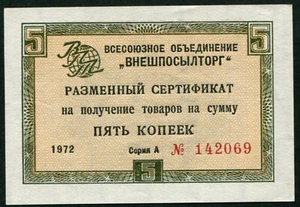 5
5
ВПТ
ВСЕСОЮЗНОЕ ОБЪЕДИНЕНИЕ
„ВНЕШПОСЫЛТОРГ"
РАЗМЕННЫЙ СЕРТИФИКАТ
на получение товаров на сумму
ПЯТЬ КОПЕЕК
1972 Серия А № 142069
5